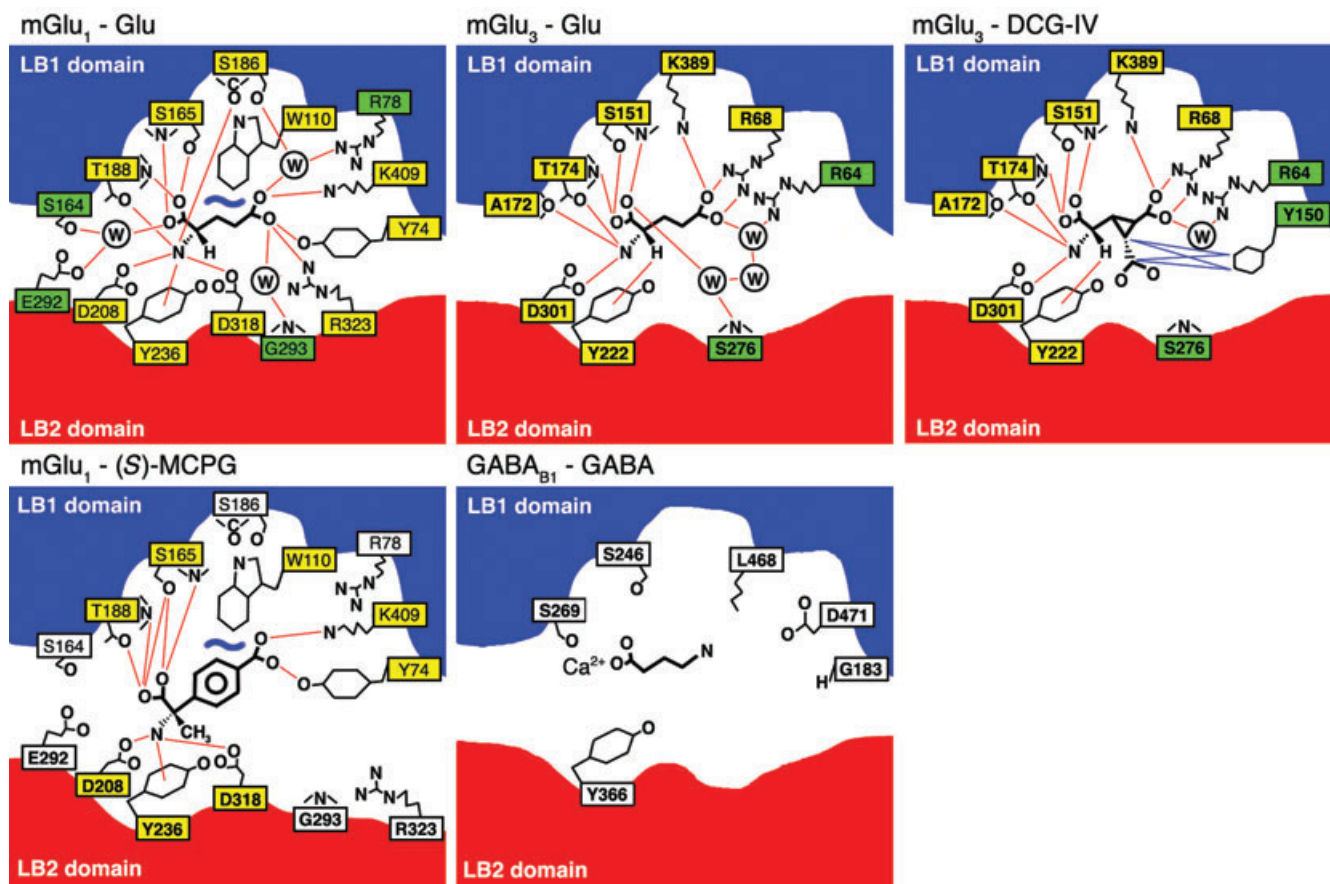 mGlu1 - Glu
LB1 domain
S186
C
O
O
R78
S165
W110
N
O
N
W
N
N
N
T188
N
K409
O
O
O
N
S164
O
O
O
W
N
H
Y74
O
O
W
N
N
N
E292
D208
O
O
O
D318
N
R323
Y236
G293
LB2 domain
mGlu3 - Glu
LB1 domain
K389
S151
N
N
R68
T174
N
O
O
N
N
N
R64
A172
O
O
O
O
N
H
W
W
W
O
O
D301
O
N
Y222
S276
LB2 domain
mGlu3 - DCG-IV
LB1 domain
K389
S151
N
N
R68
T174
N
O
O
N
N
N
R64
A172
O
O
O
O
W
Y150
N
H
O
O
O
O
D301
O
N
Y222
S276
LB2 domain
mGlu1 - (S)-MCPG
LB1 domain
S186
C
O
O
S165
W110
R78
N
O
N
N
N
N
T188
N
K409
O
O
N
S164
O
O
O
O
Y74
O
N
CH3
O
O
E292
D208
O
O
O
D318
N
G293
N
N
N
R323
Y236
LB2 domain
GABAB1 - GABA
LB1 domain
S246
L468
O
S269
O
D471
O
O
Ca2+
O
O
N
H
G183
O
Y366
LB2 domain